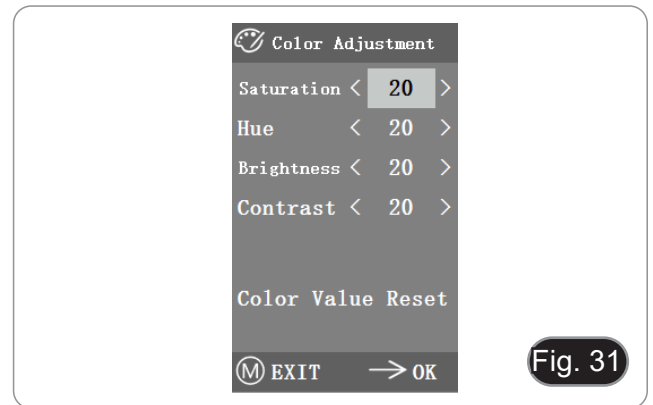 Color Adjustment
Saturation < 20 >
Hue < 20 >
Brightness < 20 >
Contrast < 20 >
Color Value Reset
M EXIT → OK
Fig. 31